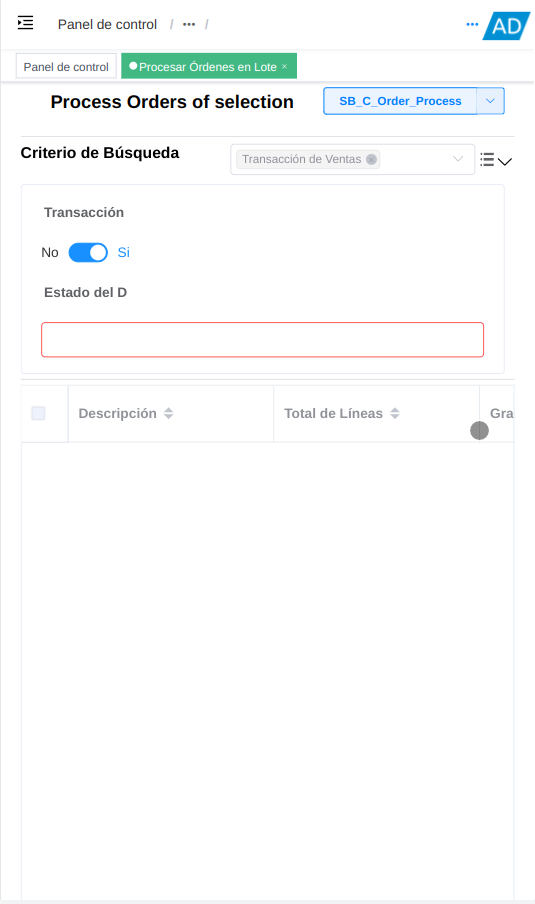 Panel de control / ••• / ••• AD
Panel de control Procesar Órdenes en Lote ×
Process Orders of selection SB_C_Order_Process
Criterio de Búsqueda Transacción de Ventas
Transacción
No Si
Estado del D
Descripción Total de Líneas Gra